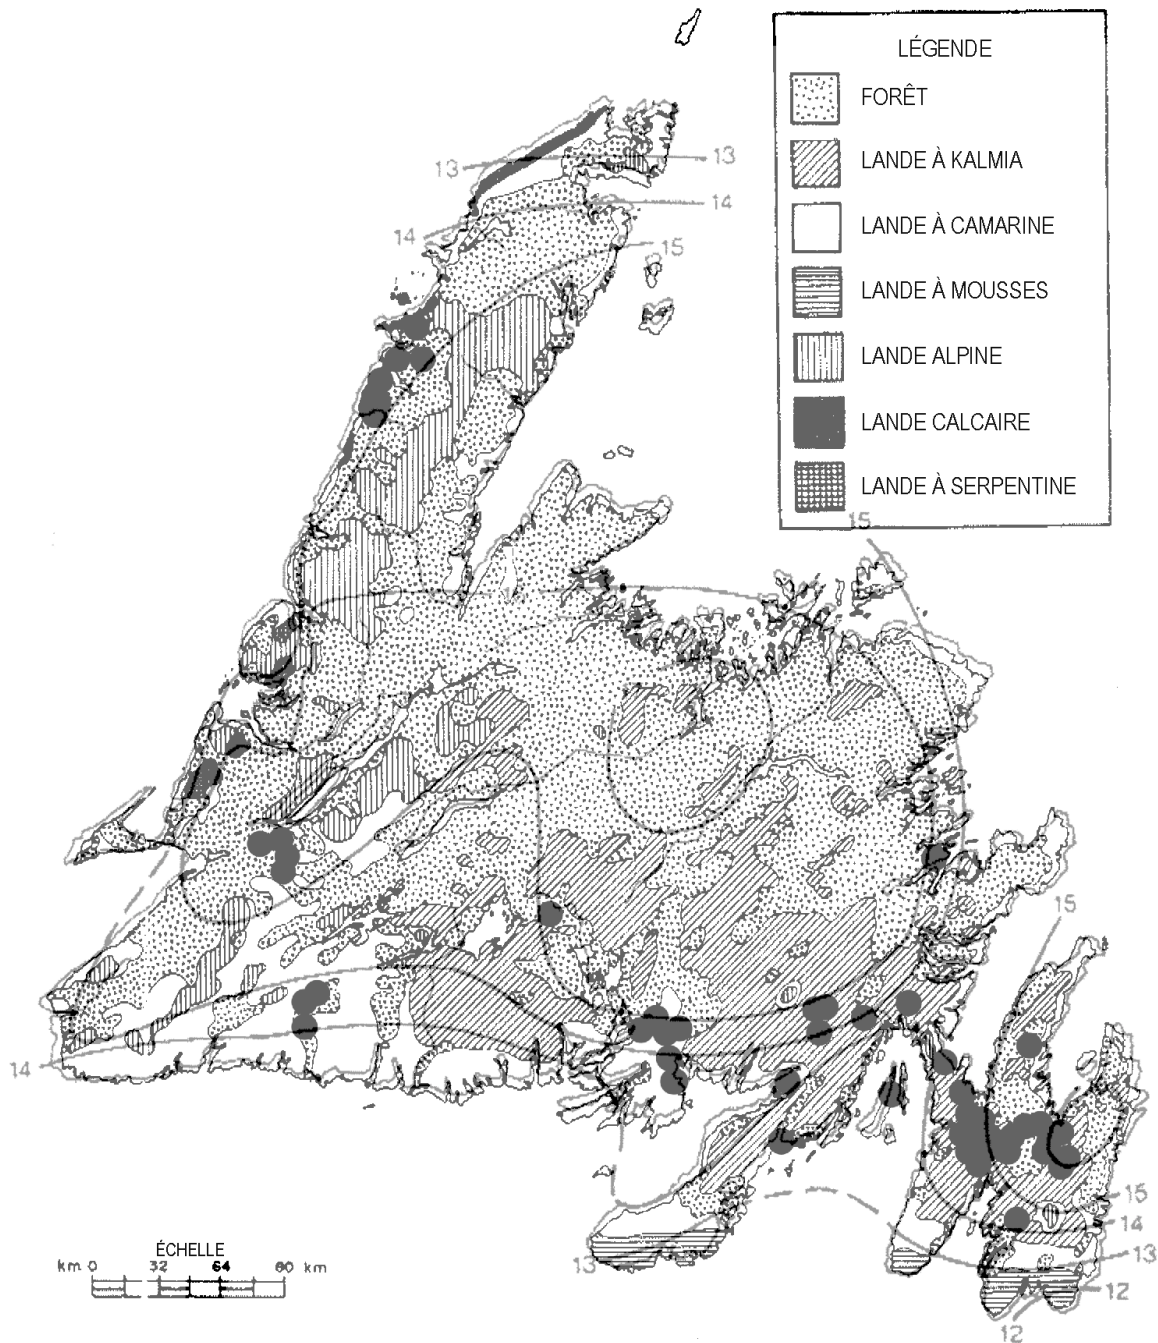 LÉGENDE
FORÊT
LANDE À KALMIA
LANDE À CAMARINE
LANDE À MOUSSES
LANDE ALPINE
LANDE CALCAIRE
LANDE À SERPENTINE
13
13
14
14
15
15
15
14
15
14
13
13
12
12
ÉCHELLE
km 0 32 64 80 km